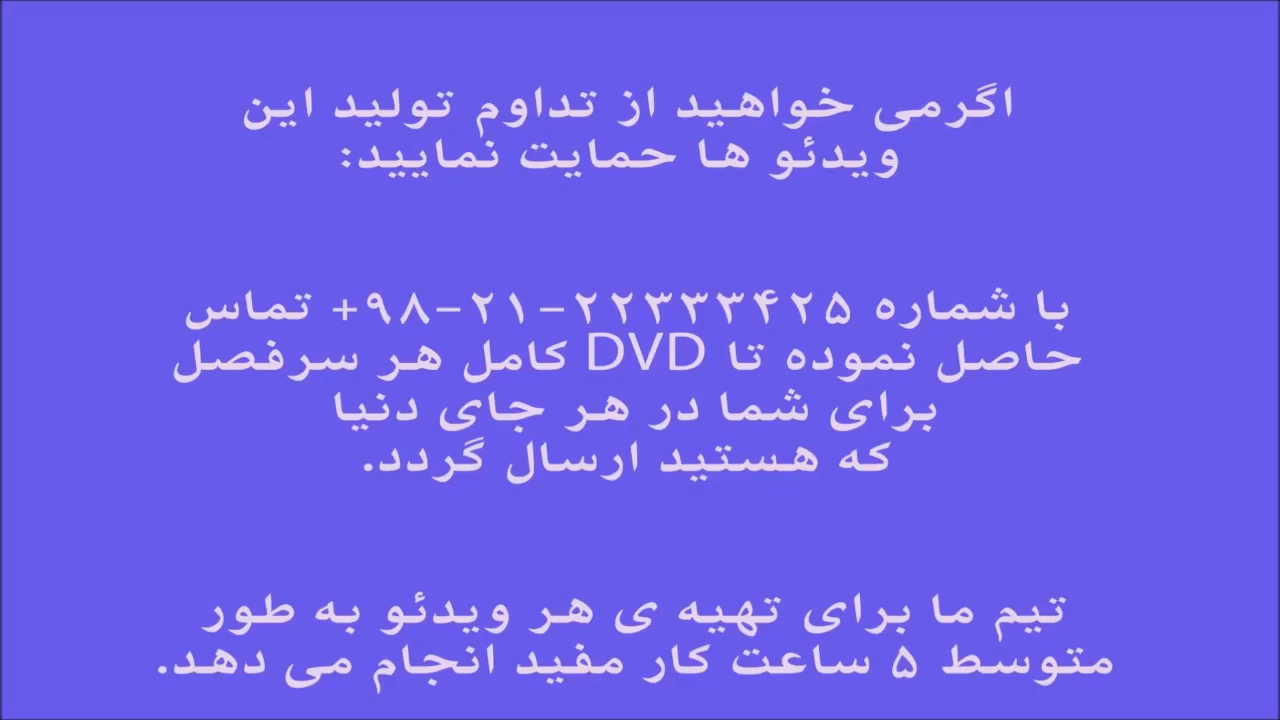 اگرمی خواهید از تداوم تولید این
ویدئو ها حمایت نمایید:
با شماره ۲۲۳۳۳۴۲۵-۲۱-۹۸+ تماس
حاصل نموده تا DVD کامل هر سرفصل
برای شما در هر جای دنیا
که هستید ارسال گردد.
تیم ما برای تهیه ی هر ویدئو به طور
متوسط ۵ ساعت کار مفید انجام می دهد.